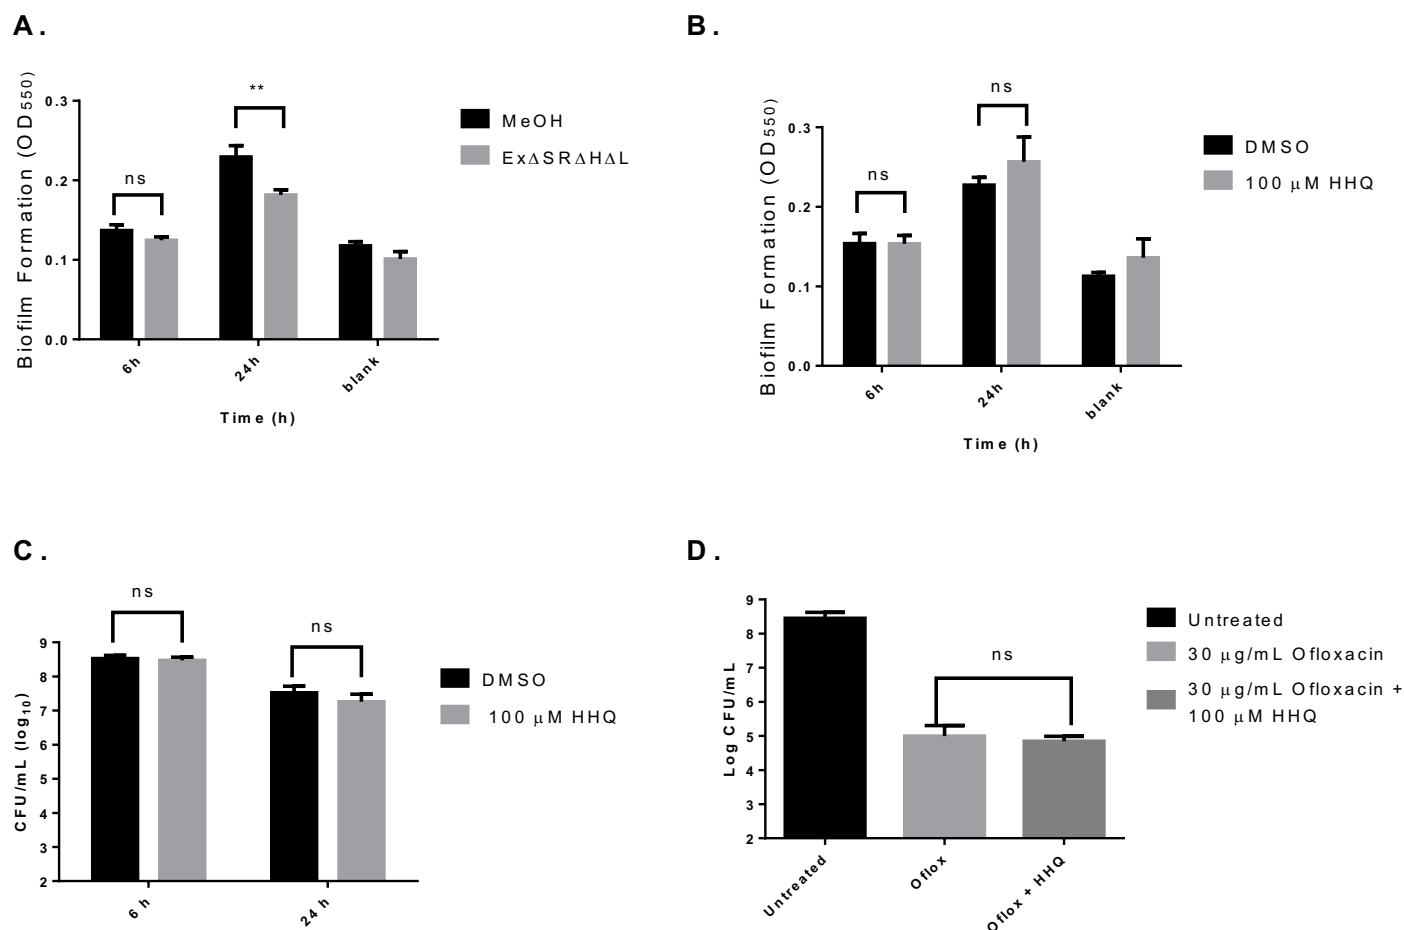 A.
Biofilm Formation (OD550)
0.3
0.2
0.1
0.0
**
ns
MeOH
Ex∆SR∆H∆L
6h
24h
blank
Time (h)
B.
Biofilm Formation (OD550)
0.3
0.2
0.1
0.0
ns
ns
DMSO
100 µM HHQ
6h
24h
blank
Time (h)
C.
CFU/mL (log10)
9
8
7
6
5
4
3
2
ns
ns
DMSO
100 µM HHQ
6 h
24 h
D.
Log CFU/mL
9
8
7
6
5
4
3
2
ns
Untreated
30 µg/mL Ofloxacin
30 µg/mL Ofloxacin +
100 µM HHQ
Untreated
Oflox
Oflox + HHQ